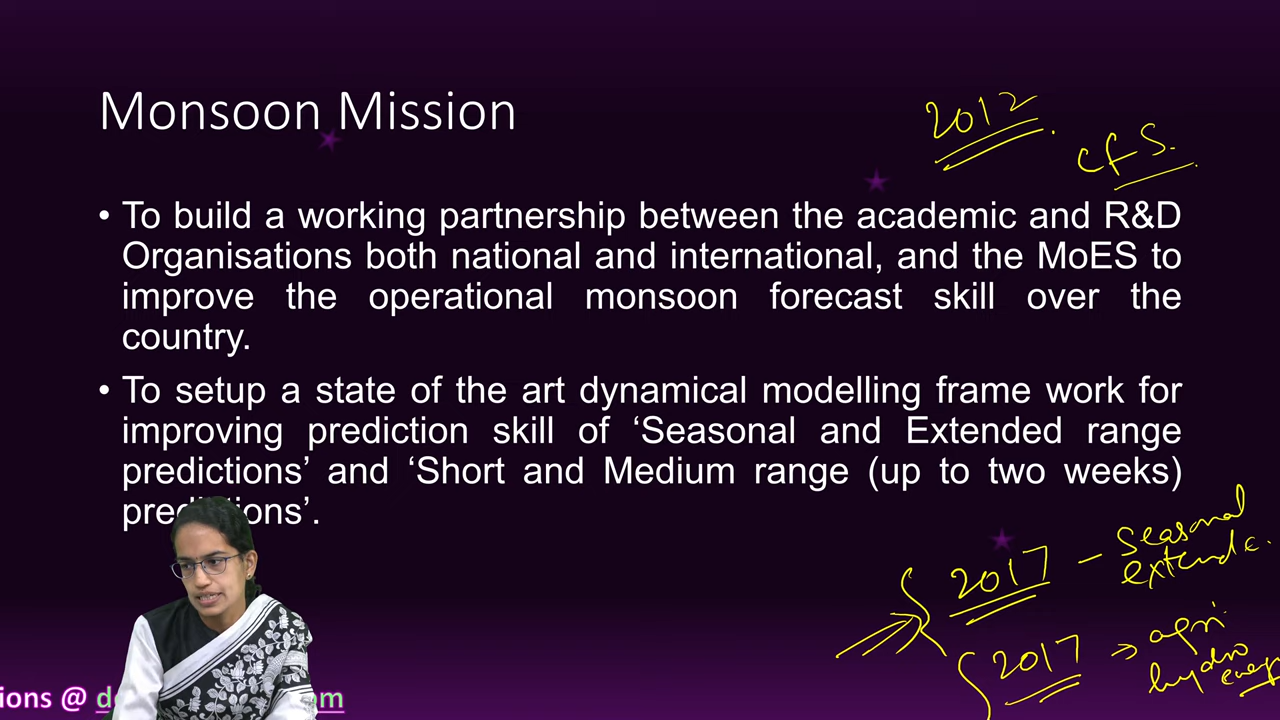 Monsoon Mission
2012
CFS.
• To build a working partnership between the academic and R&D
Organisations both national and international, and the MoES to
improve the operational monsoon forecast skill over the
country.
• To setup a state of the art dynamical modelling frame work for
improving prediction skill of ‘Seasonal and Extended range
predictions’ and ‘Short and Medium range (up to two weeks)
predictions’.
2017 – Seasonal
extende.
2017 → agri
hydro
ions @
om